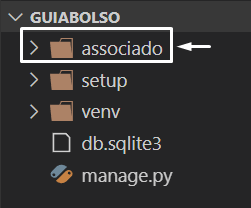 GUIABOLSO
associado
setup
venv
db.sqlite3
manage.py